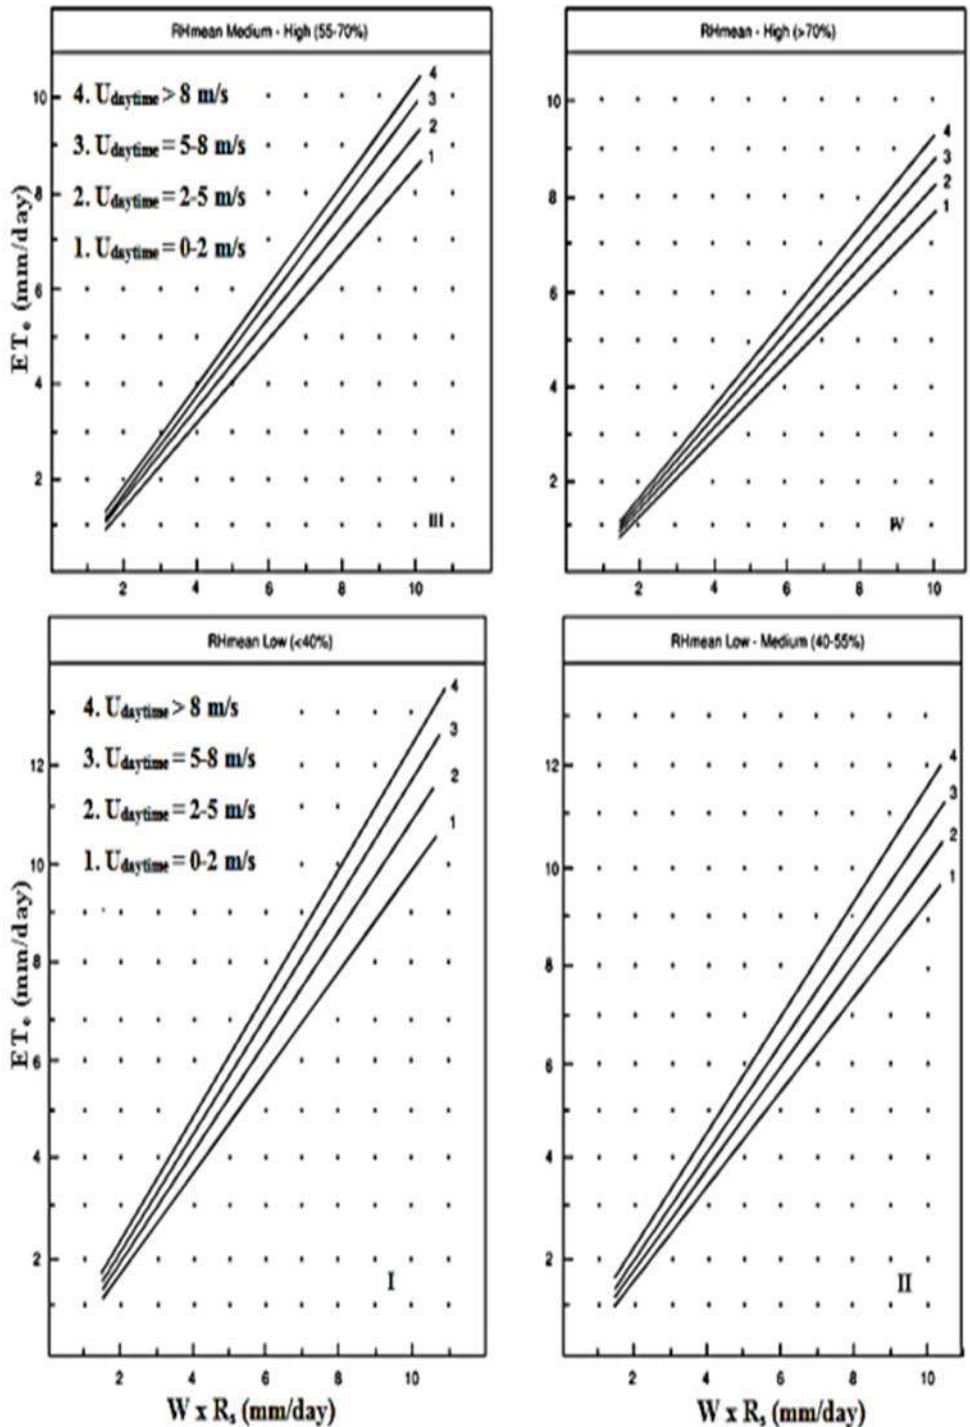 RHmean Medium - High (55-70%)
4. Udaytime > 8 m/s
3. Udaytime = 5-8 m/s
2. Udaytime = 2-5 m/s
1. Udaytime = 0-2 m/s
10
8
6
4
2
ETo (mm/day)
4
3
2
1
III
2
4
6
8
10
RHmean - High (>70%)
10
8
6
4
2
4
3
2
1
IV
2
4
6
8
10
RHmean Low (<40%)
4. Udaytime > 8 m/s
3. Udaytime = 5-8 m/s
2. Udaytime = 2-5 m/s
1. Udaytime = 0-2 m/s
12
10
8
6
4
2
ETo (mm/day)
4
3
2
1
I
2
4
6
8
10
W x Rs (mm/day)
RHmean Low - Medium (40-55%)
12
10
8
6
4
2
4
3
2
1
II
2
4
6
8
10
W x Rs (mm/day)